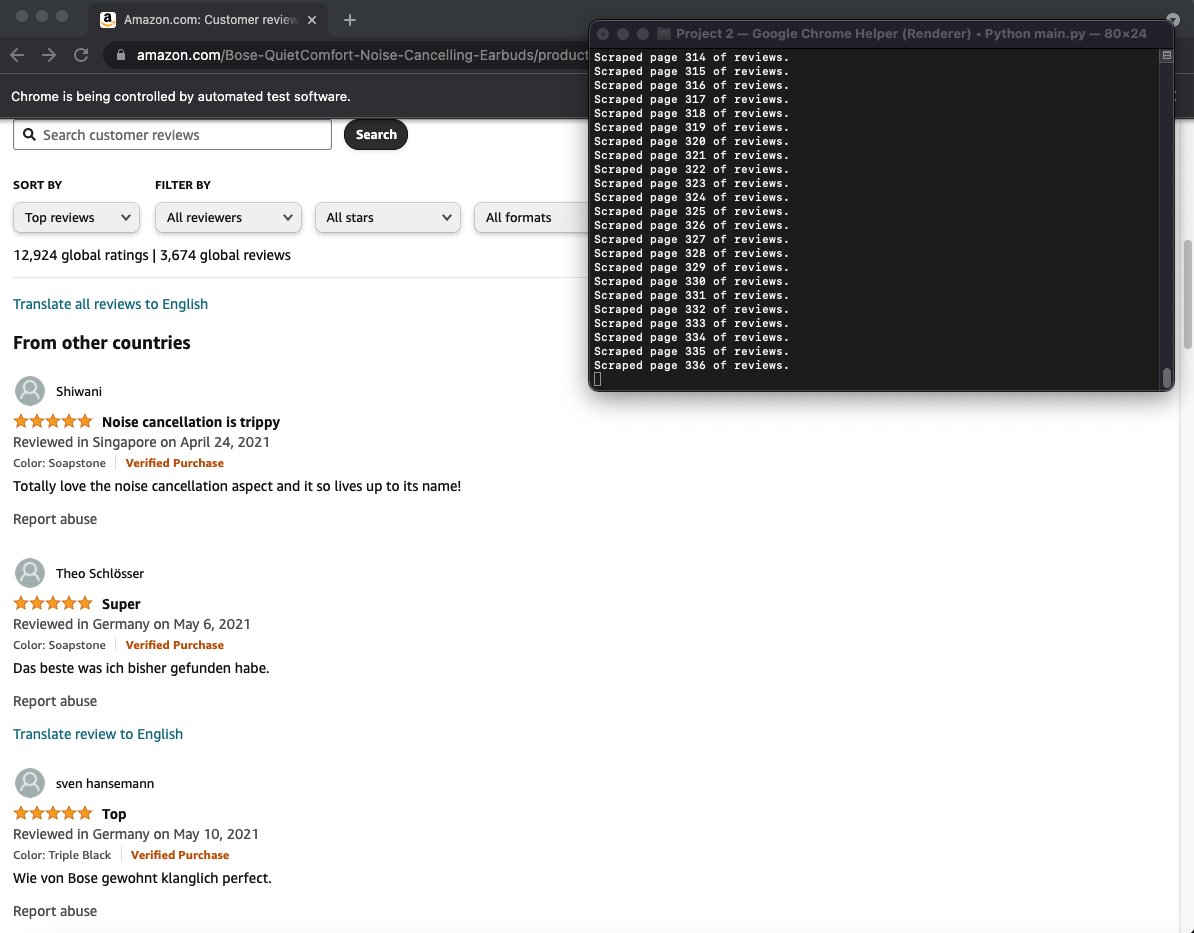 Amazon.com: Customer review
amazon.com/Bose-QuietComfort-Noise-Cancelling-Earbuds/product
Chrome is being controlled by automated test software.
Search customer reviews
Search
SORT BY
FILTER BY
Top reviews
All reviewers
All stars
All formats
12,924 global ratings | 3,674 global reviews
Translate all reviews to English
From other countries
Shiwani
Noise cancellation is trippy
Reviewed in Singapore on April 24, 2021
Color: Soapstone
Verified Purchase
Totally love the noise cancellation aspect and it so lives up to its name!
Report abuse
Theo Schlösser
Super
Reviewed in Germany on May 6, 2021
Color: Soapstone
Verified Purchase
Das beste was ich bisher gefunden habe.
Report abuse
Translate review to English
sven hansemann
Top
Reviewed in Germany on May 10, 2021
Color: Triple Black
Verified Purchase
Wie von Bose gewohnt klanglich perfect.
Report abuse
Project 2 — Google Chrome Helper (Renderer) ◂ Python main.py — 80×24
Scraped page 314 of reviews.
Scraped page 315 of reviews.
Scraped page 316 of reviews.
Scraped page 317 of reviews.
Scraped page 318 of reviews.
Scraped page 319 of reviews.
Scraped page 320 of reviews.
Scraped page 321 of reviews.
Scraped page 322 of reviews.
Scraped page 323 of reviews.
Scraped page 324 of reviews.
Scraped page 325 of reviews.
Scraped page 326 of reviews.
Scraped page 327 of reviews.
Scraped page 328 of reviews.
Scraped page 329 of reviews.
Scraped page 330 of reviews.
Scraped page 331 of reviews.
Scraped page 332 of reviews.
Scraped page 333 of reviews.
Scraped page 334 of reviews.
Scraped page 335 of reviews.
Scraped page 336 of reviews.